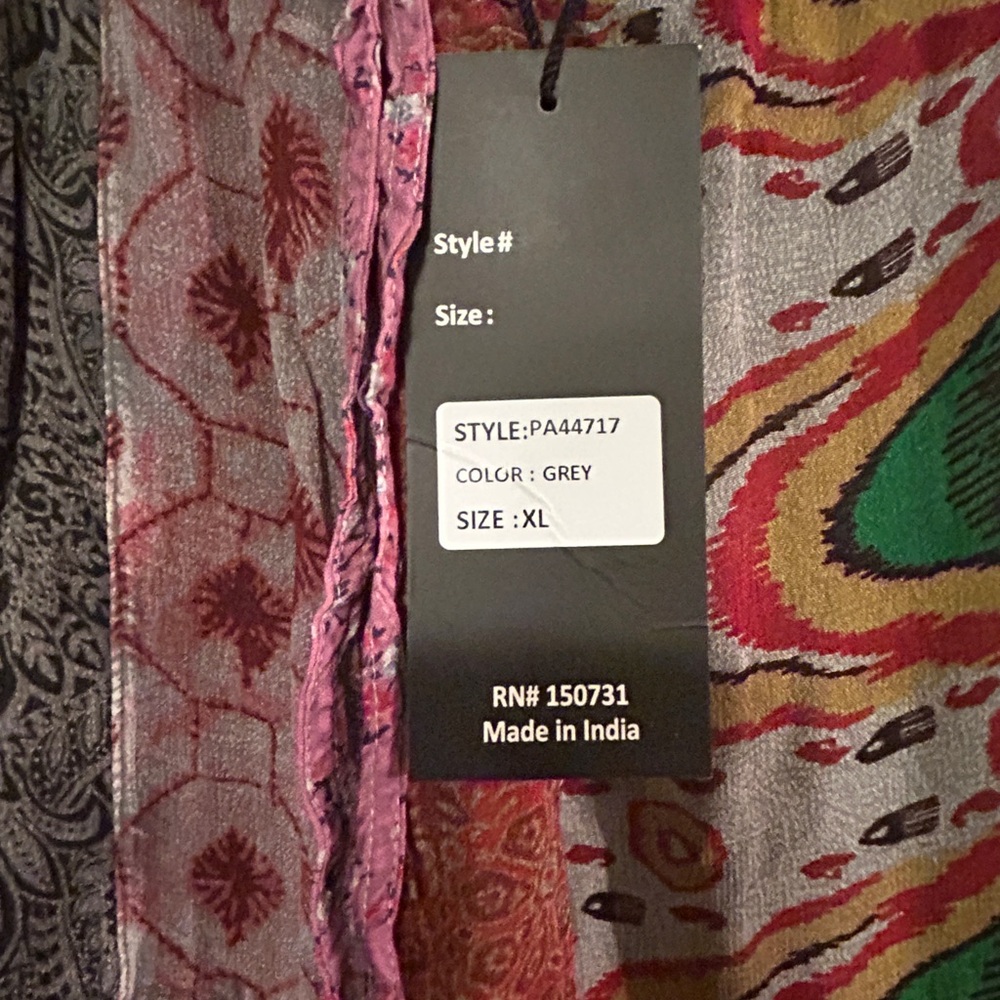 Style#
Size:
STYLE:PA44717
COLOR : GREY
SIZE :XL
RN# 150731
Made in India